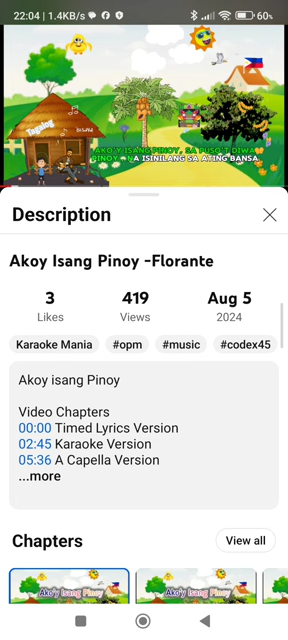 22:04 | 1.4KB/s
60%
Tagalog
BISAYA
AKO'Y ISANG PINOY, SA PUSO'T DIWA
PINOY NA ISINILANG SA ATING BANSA
Description
Akoy Isang Pinoy -Florante
3 419 Aug 5
Likes Views 2024
Karaoke Mania #opm #music #codex45
Akoy isang Pinoy
Video Chapters
00:00 Timed Lyrics Version
02:45 Karaoke Version
05:36 A Capella Version
...more
Chapters
View all
Ako'y Isang Pinoy
Ako'y Isang Pinoy